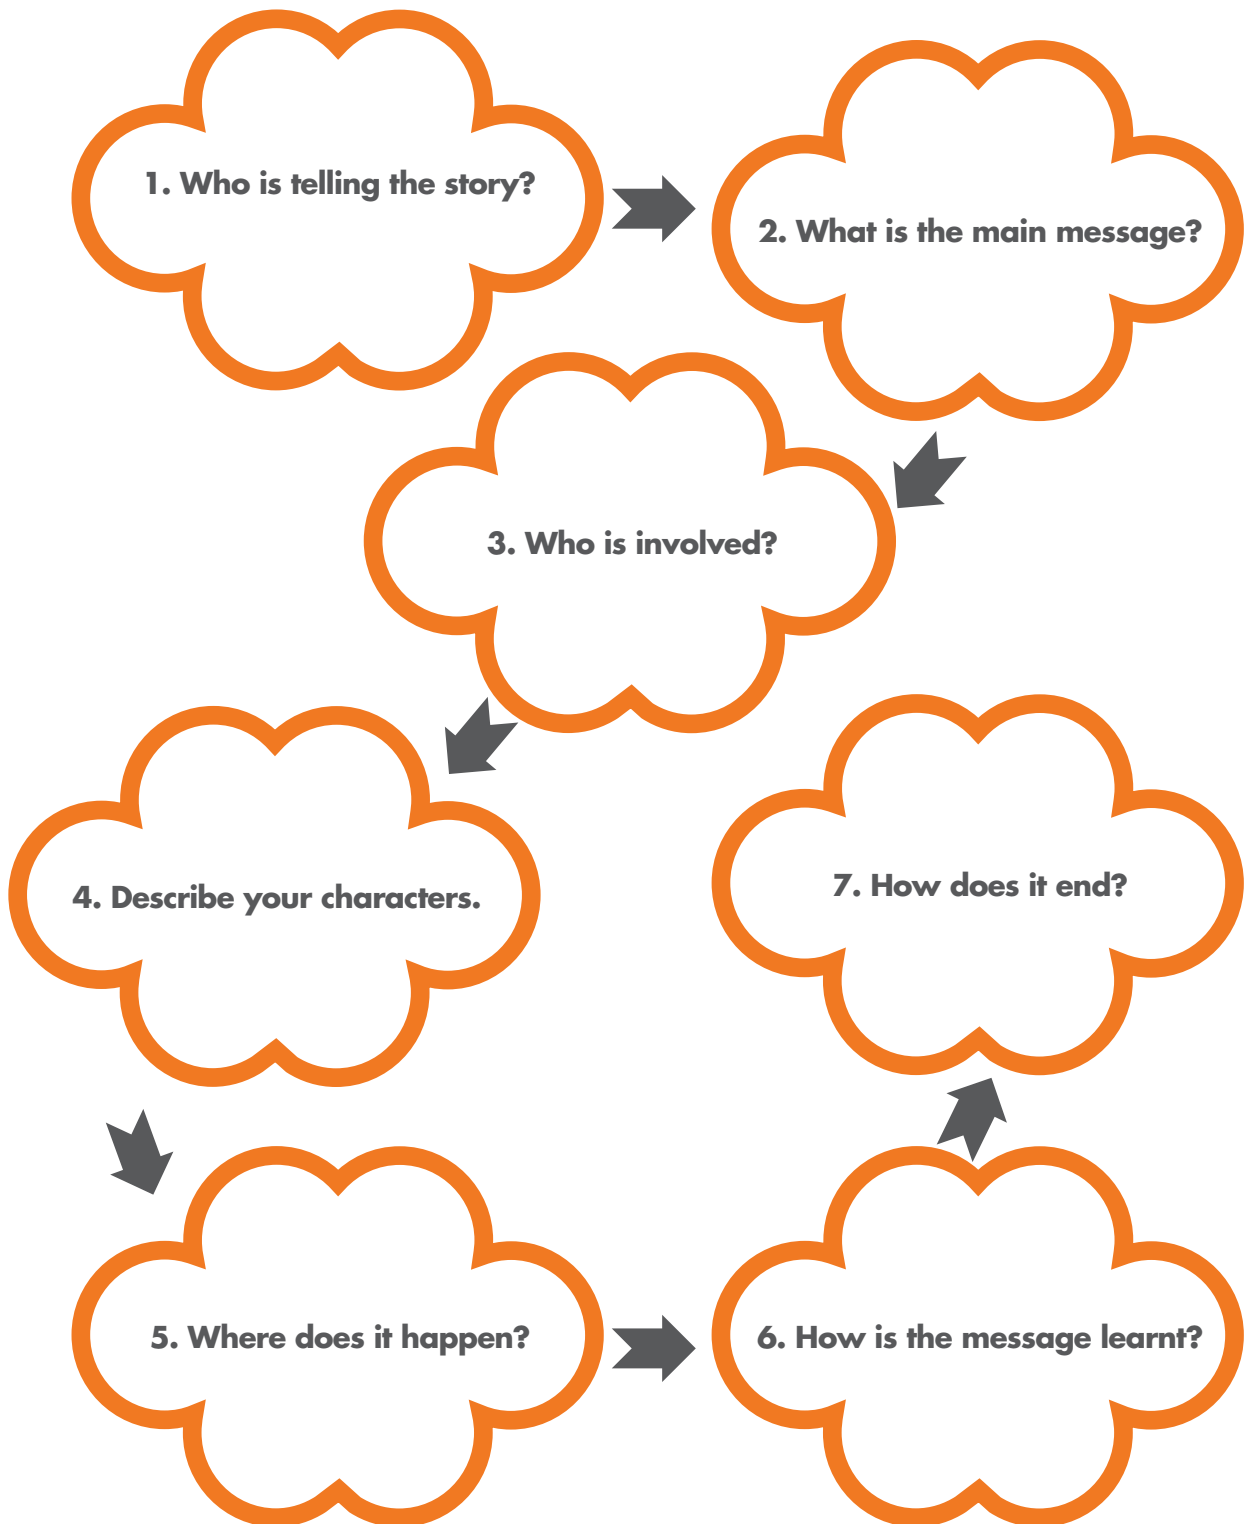 1. Who is telling the story?
2. What is the main message?
3. Who is involved?
4. Describe your characters.
5. Where does it happen?
6. How is the message learnt?
7. How does it end?